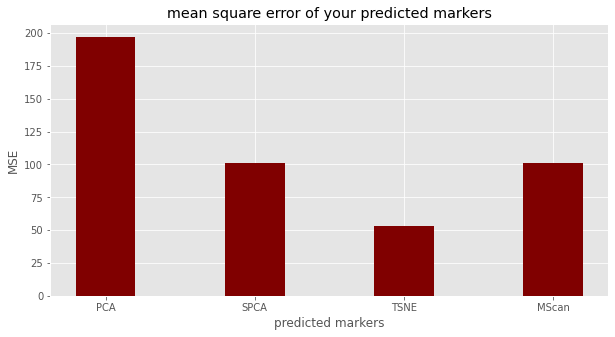 mean square error of your predicted markers
MSE
200
175
150
125
100
75
50
25
0
PCA SPCA TSNE MScan
predicted markers